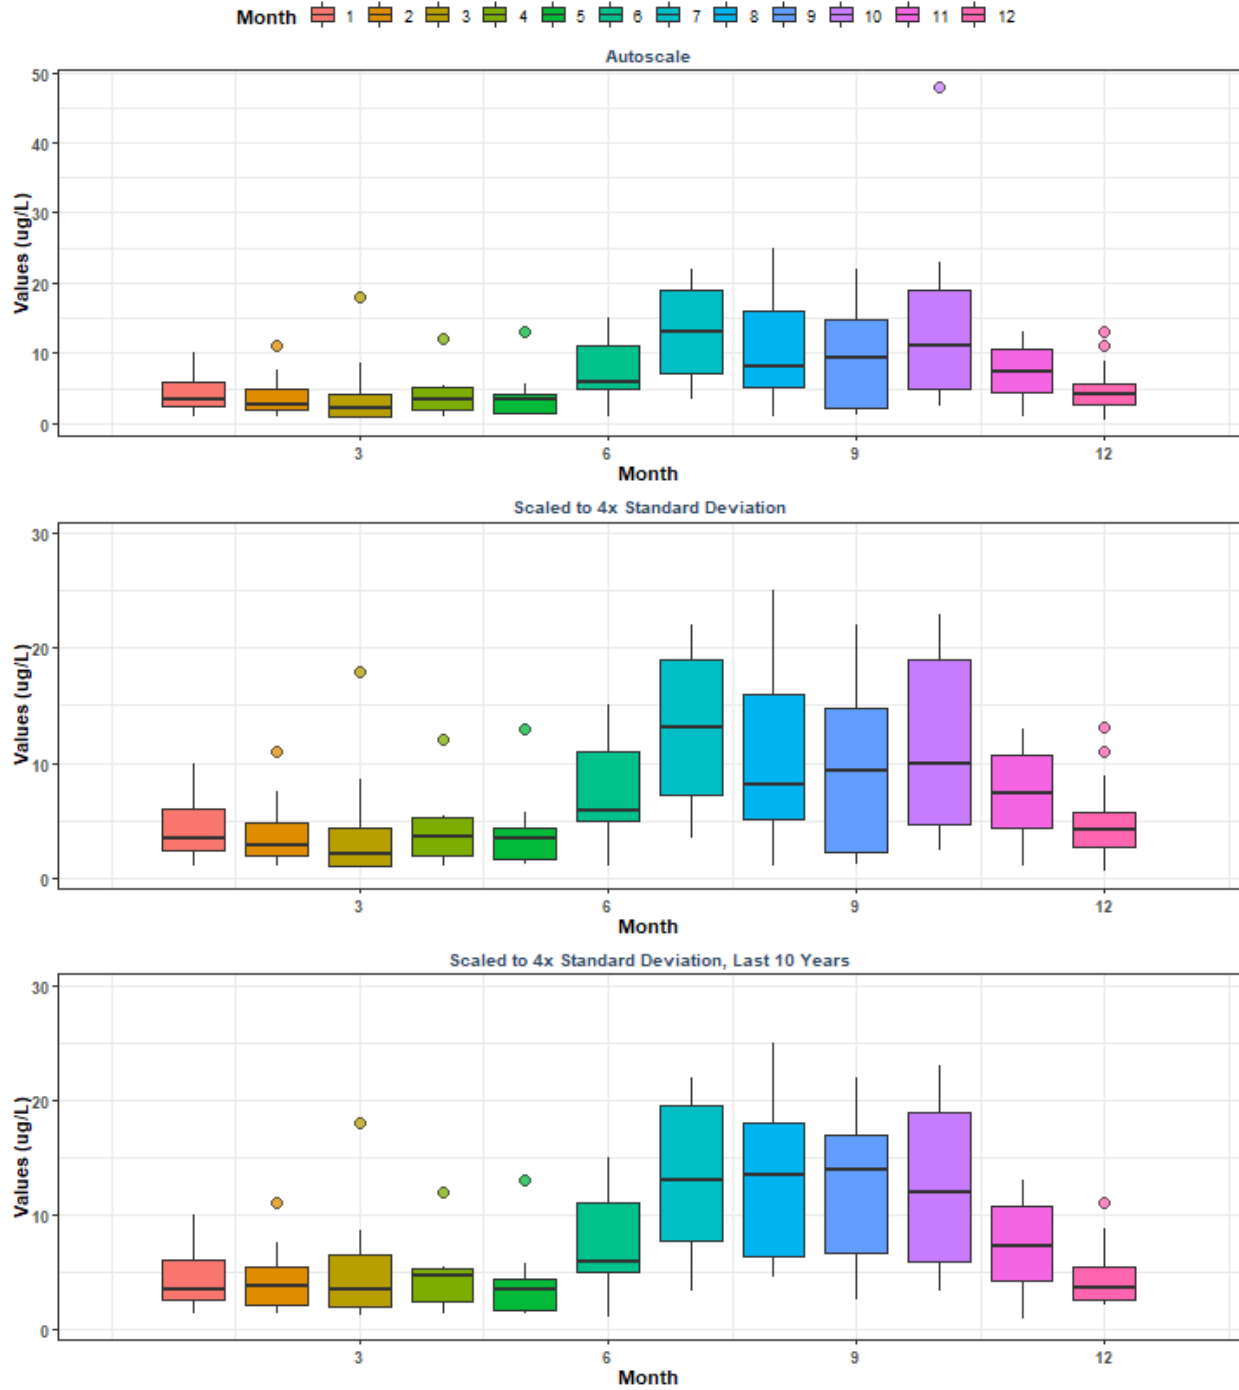 Month 1 2 3 4 5 6 7 8 9 10 11 12
Autoscale
Values (ug/L)
50
40
30
20
10
0
3 6 9 12
Month
Scaled to 4x Standard Deviation
Values (ug/L)
30
20
10
0
3 6 9 12
Month
Scaled to 4x Standard Deviation, Last 10 Years
Values (ug/L)
30
20
10
0
3 6 9 12
Month